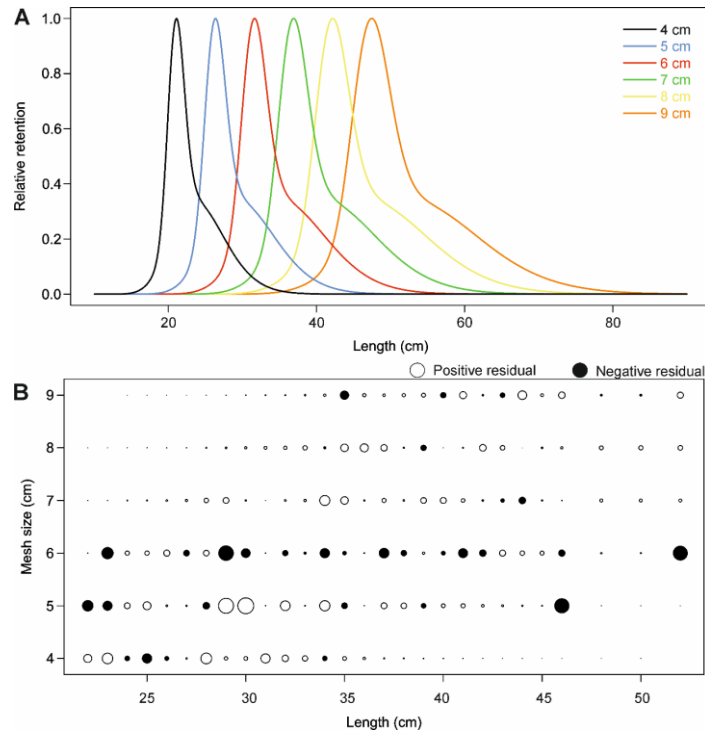 A
1.0
0.8
0.6
0.4
0.2
0.0
Relative retention
4 cm
5 cm
6 cm
7 cm
8 cm
9 cm
20 40 60 80
Length (cm)
Positive residual Negative residual
B
9
8
7
6
5
4
Mesh size (cm)
25 30 35 40 45 50
Length (cm)